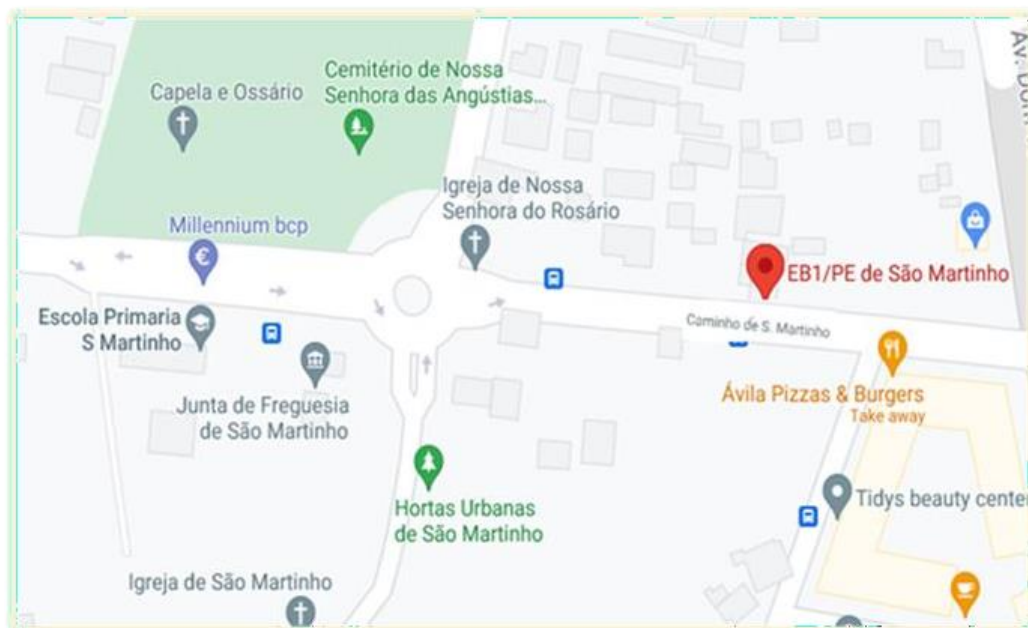 Cemitério de Nossa
Senhora das Angústias...
Capela e Ossário
Igreja de Nossa
Senhora do Rosário
Millennium bcp
€
EB1/PE de São Martinho
Escola Primaria
S Martinho
Caminho de S. Martinho
Junta de Freguesia
de São Martinho
Ávila Pizzas & Burgers
Take away
Hortas Urbanas
de São Martinho
Tidys beauty center
Igreja de São Martinho
Av.